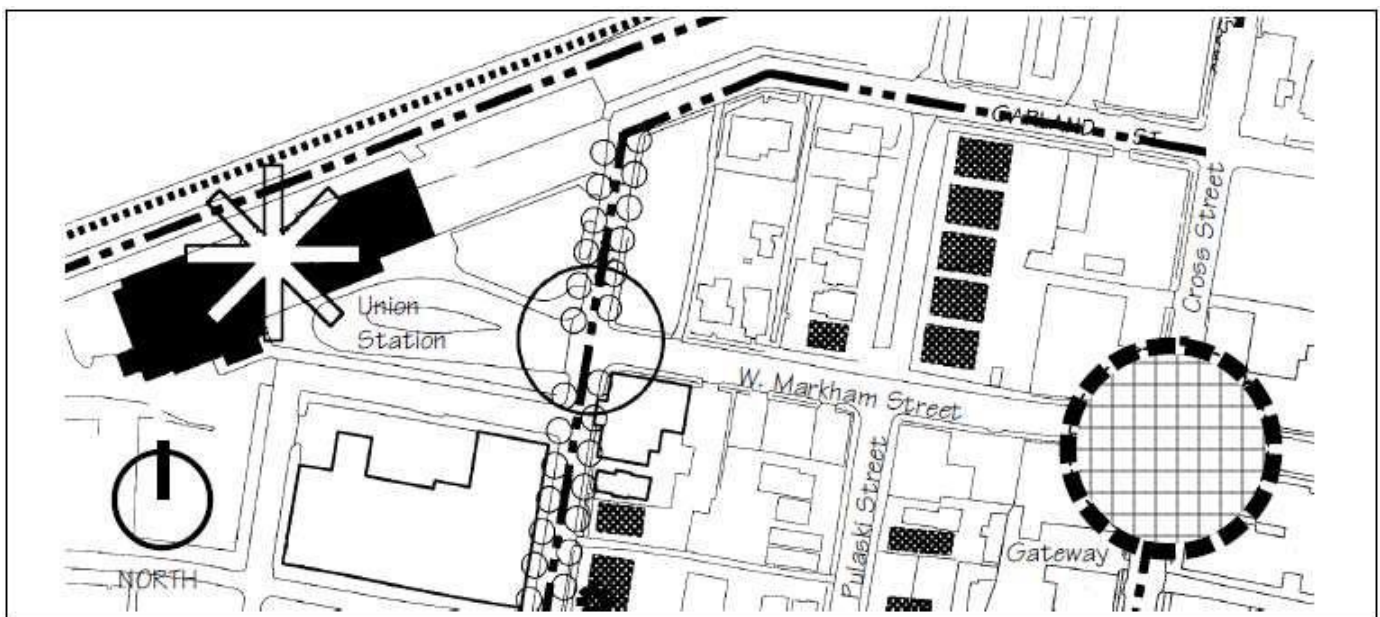 GARLAND ST
Cross Street
Union
Station
W. Markham Street
Pulaski Street
Gateway
NORTH